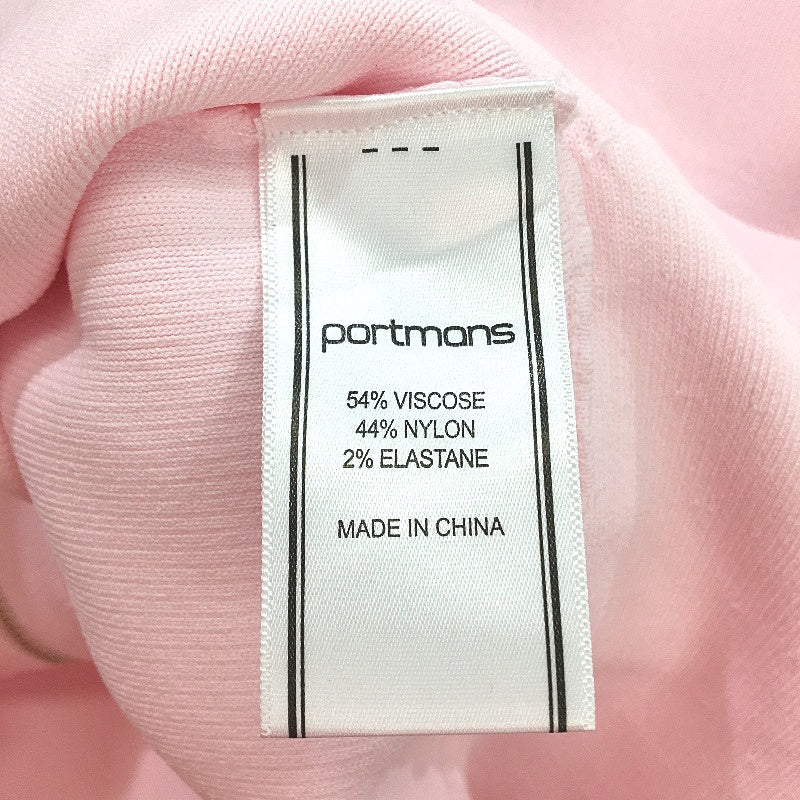 portmans
54% VISCOSE
44% NYLON
2% ELASTANE
MADE IN CHINA